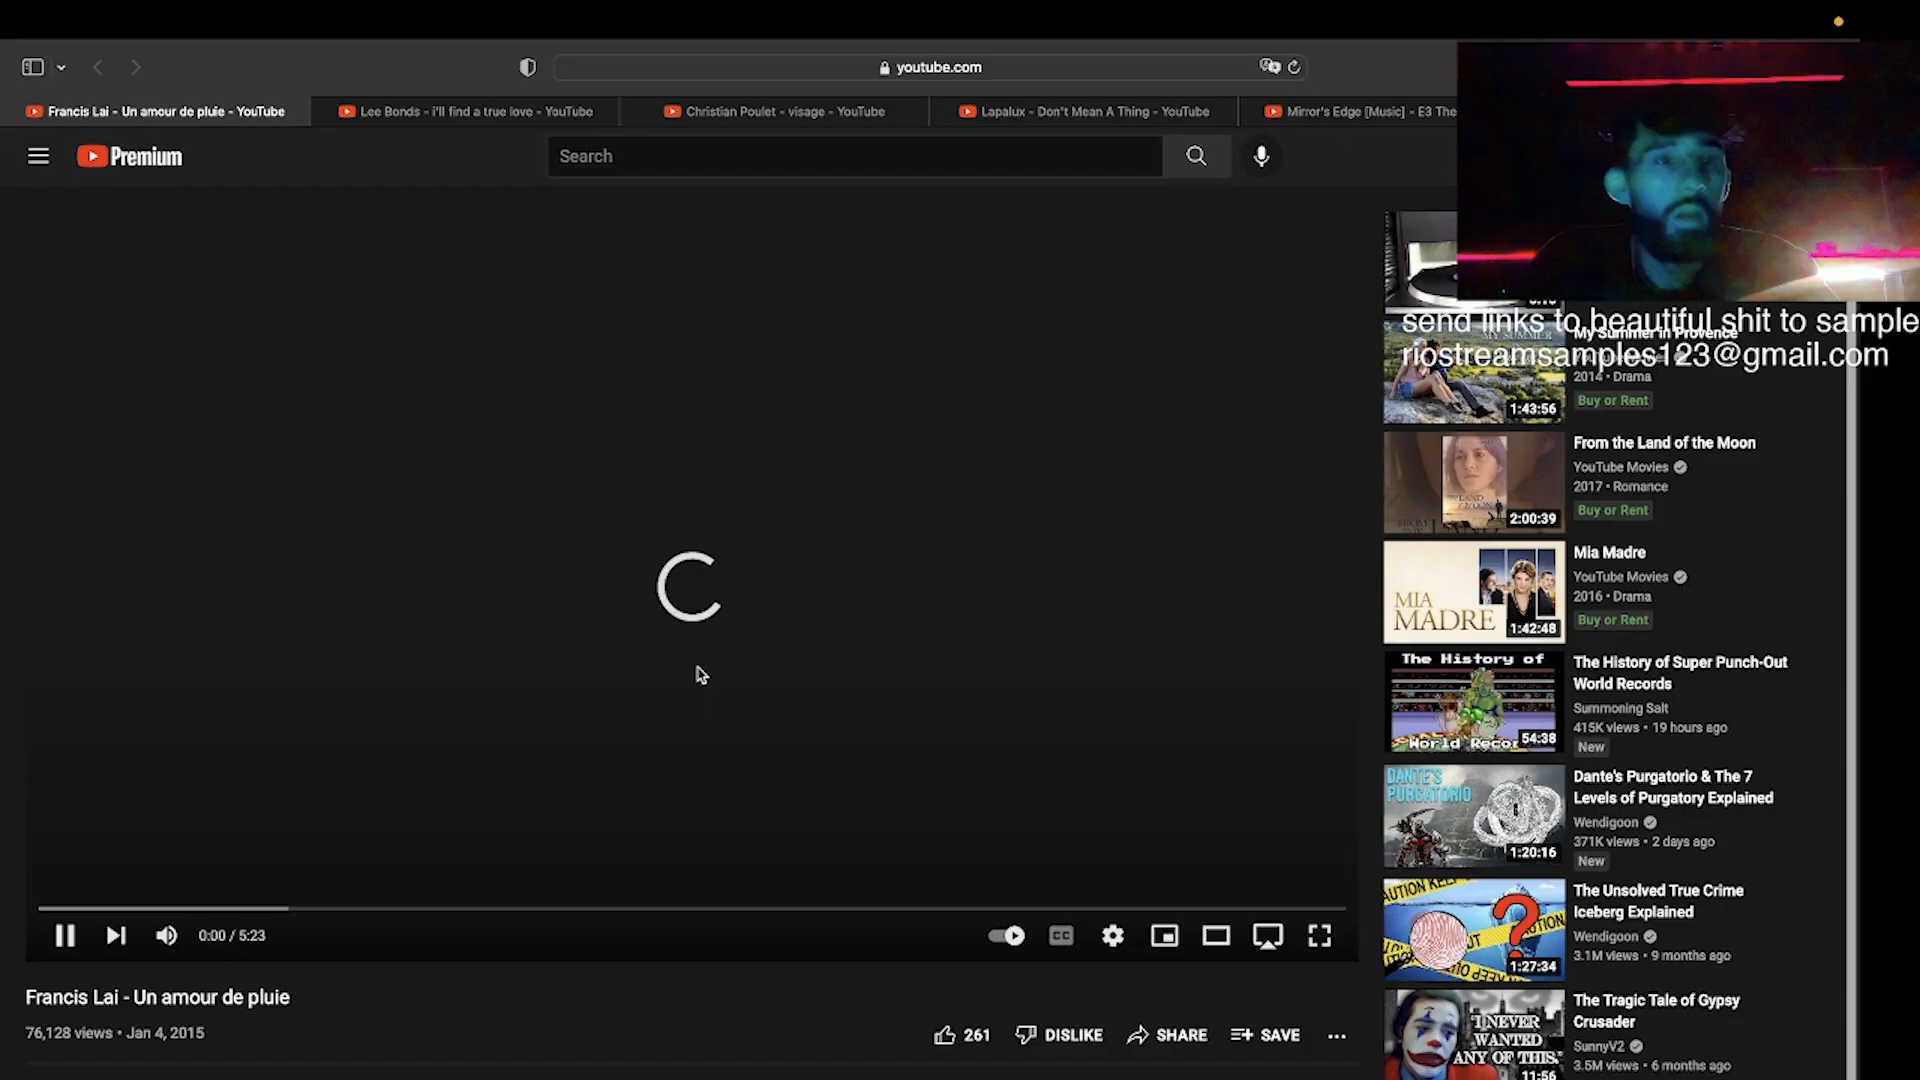 youtube.com
Francis Lai - Un amour de pluie - YouTube
Lee Bonds - i'll find a true love - YouTube
Christian Poulet - visage - YouTube
Lapalux - Don't Mean A Thing - YouTube
Mirror's Edge [Music] - E3 The
Premium
Search
send links to beautiful shit to sample
riostreamsamples123@gmail.com
My Summer in Provence
2014 • Drama
Buy or Rent
1:43:56
From the Land of the Moon
YouTube Movies
2017 • Romance
Buy or Rent
2:00:39
Mia Madre
YouTube Movies
2016 • Drama
Buy or Rent
MIA
MADRE
1:42:48
The History of
World Recor
54:38
The History of Super Punch-Out
World Records
Summoning Salt
415K views • 19 hours ago
New
DANTE'S
PURGATORIO
1:20:16
Dante's Purgatorio & The 7
Levels of Purgatory Explained
Wendigoon
371K views • 2 days ago
New
1:27:34
The Unsolved True Crime
Iceberg Explained
Wendigoon
3.1M views • 9 months ago
"I NEVER
WANTED
ANY OF THIS."
11:56
The Tragic Tale of Gypsy
Crusader
SunnyV2
3.5M views • 6 months ago
0:00 / 5:23
CC
Francis Lai - Un amour de pluie
76,128 views • Jan 4, 2015
261
DISLIKE
SHARE
SAVE